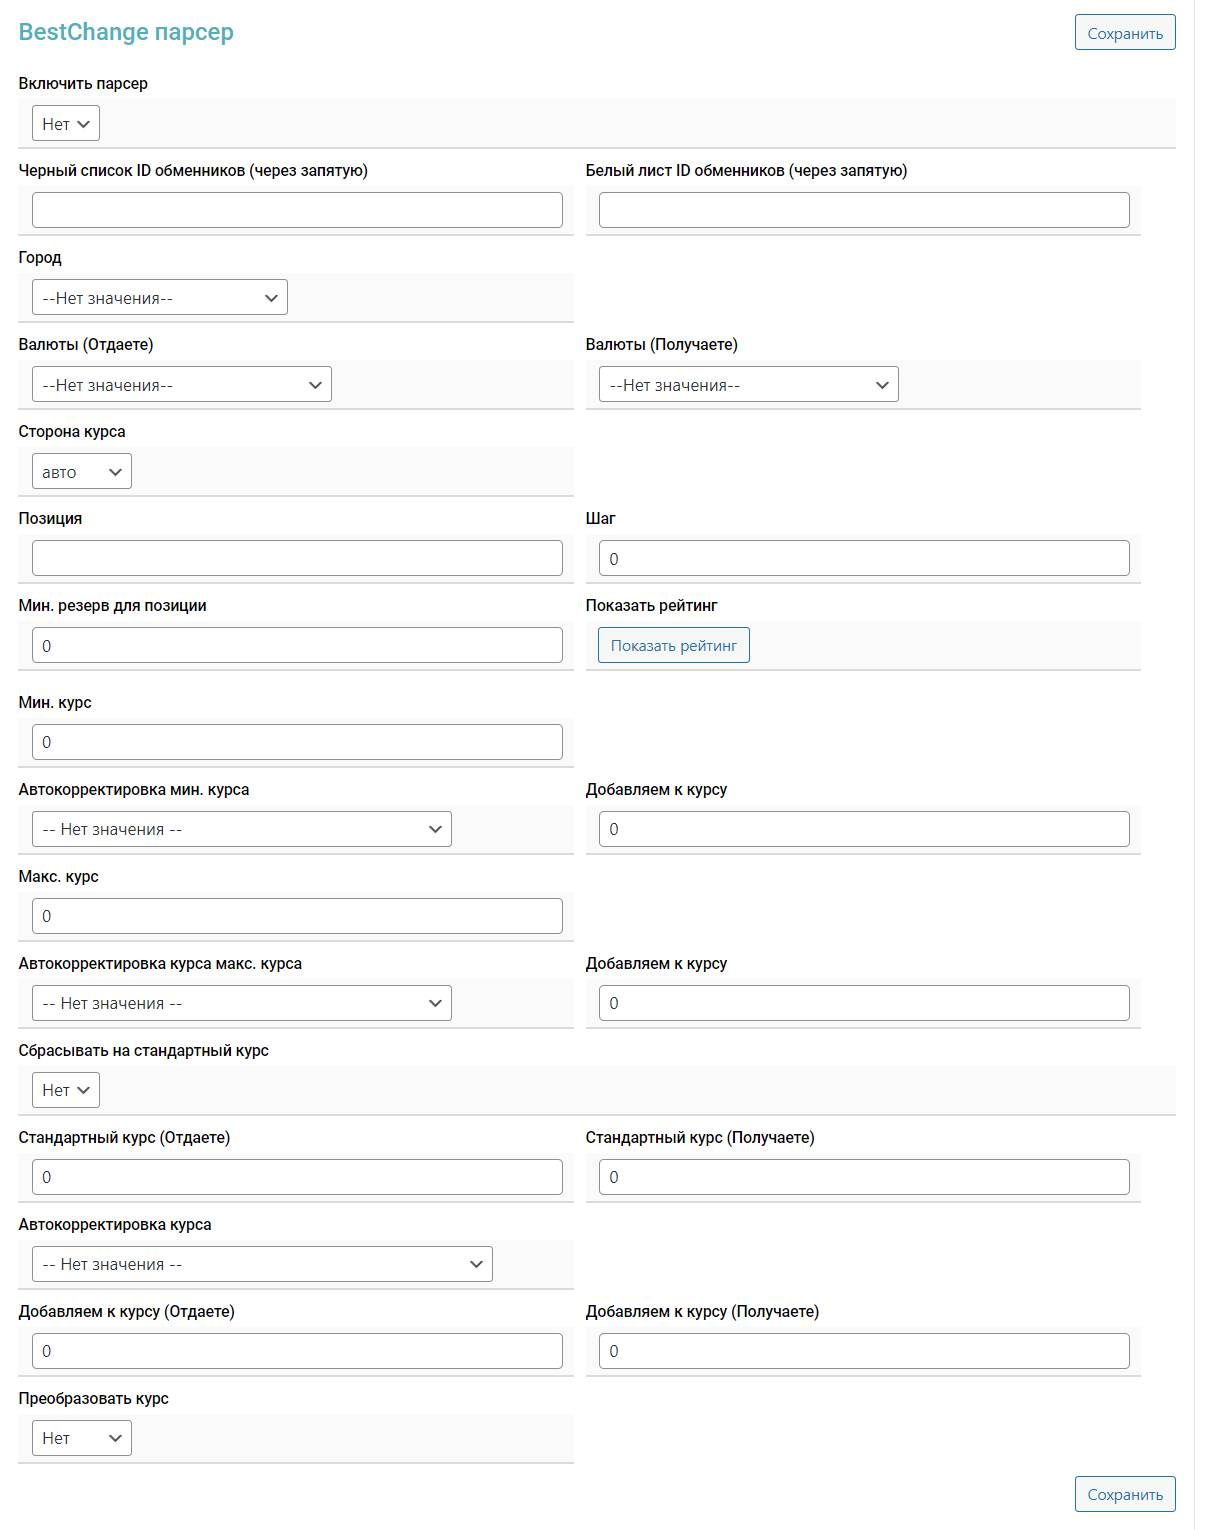 BestChange парсер
Сохранить
Включить парсер
Нет
Черный список ID обменников (через запятую)
Белый лист ID обменников (через запятую)
Город
--Нет значения--
Валюты (Отдаете)
Валюты (Получаете)
--Нет значения--
--Нет значения--
Сторона курса
авто
Позиция
Шаг
0
Мин. резерв для позиции
Показать рейтинг
0
Показать рейтинг
Мин. курс
0
Автокорректировка мин. курса
Добавляем к курсу
-- Нет значения --
0
Макс. курс
0
Автокорректировка курса макс. курса
Добавляем к курсу
-- Нет значения --
0
Сбрасывать на стандартный курс
Нет
Стандартный курс (Отдаете)
Стандартный курс (Получаете)
0
0
Автокорректировка курса
-- Нет значения --
Добавляем к курсу (Отдаете)
Добавляем к курсу (Получаете)
0
0
Преобразовать курс
Нет
Сохранить